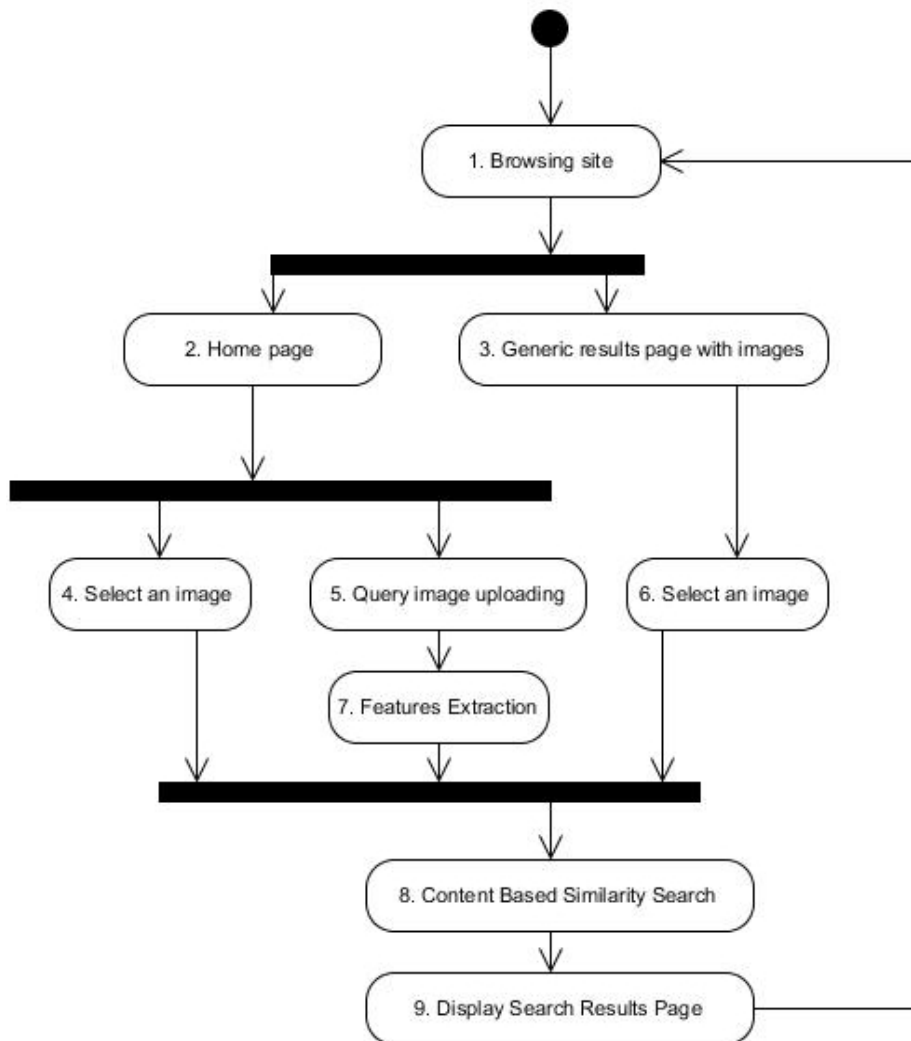 1. Browsing site
2. Home page
3. Generic results page with images
4. Select an image
5. Query image uploading
6. Select an image
7. Features Extraction
8. Content Based Similarity Search
9. Display Search Results Page